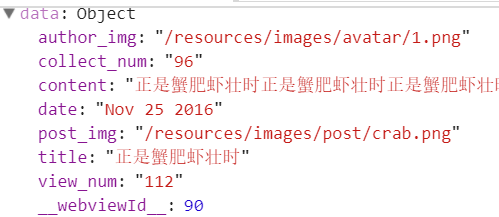 data: Object
author_img: "/resources/images/avatar/1.png"
collect_num: "96"
content: "正是蟹肥虾壮时正是蟹肥虾壮时正是蟹肥虾壮
date: "Nov 25 2016"
post_img: "/resources/images/post/crab.png"
title: "正是蟹肥虾壮时"
view_num: "112"
__webviewId__: 90